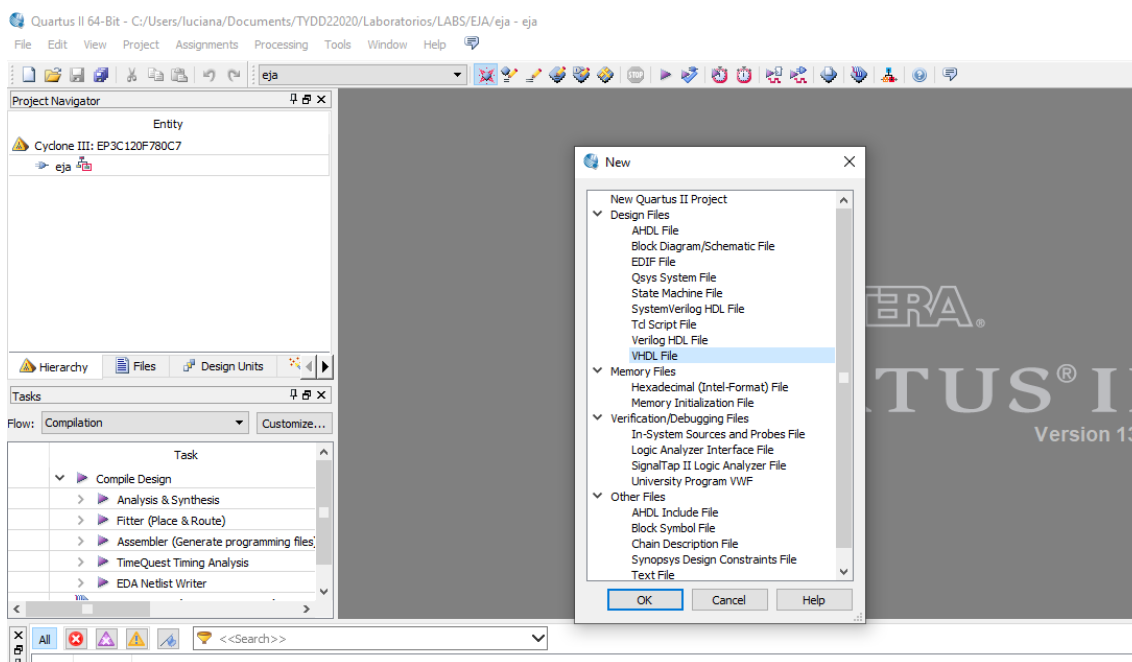 Quartus II 64-Bit - C:/Users/luciana/Documents/TYDD22020/Laboratorios/LABS/EJA/eja - eja
File Edit View Project Assignments Processing Tools Window Help
eja
STOP
Project Navigator
Entity
Cyclone III: EP3C120F780C7
eja
Hierarchy Files Design Units
Tasks
Flow: Compilation Customize...
Task
Compile Design
Analysis & Synthesis
Fitter (Place & Route)
Assembler (Generate programming files)
TimeQuest Timing Analysis
EDA Netlist Writer
All <<Search>>
New
New Quartus II Project
Design Files
AHDL File
Block Diagram/Schematic File
EDIF File
Qsys System File
State Machine File
SystemVerilog HDL File
Tcl Script File
Verilog HDL File
VHDL File
Memory Files
Hexadecimal (Intel-Format) File
Memory Initialization File
Verification/Debugging Files
In-System Sources and Probes File
Logic Analyzer Interface File
SignalTap II Logic Analyzer File
University Program VWF
Other Files
AHDL Include File
Block Symbol File
Chain Description File
Synopsys Design Constraints File
Text File
OK Cancel Help
ERA®
TUS® I
Version 13